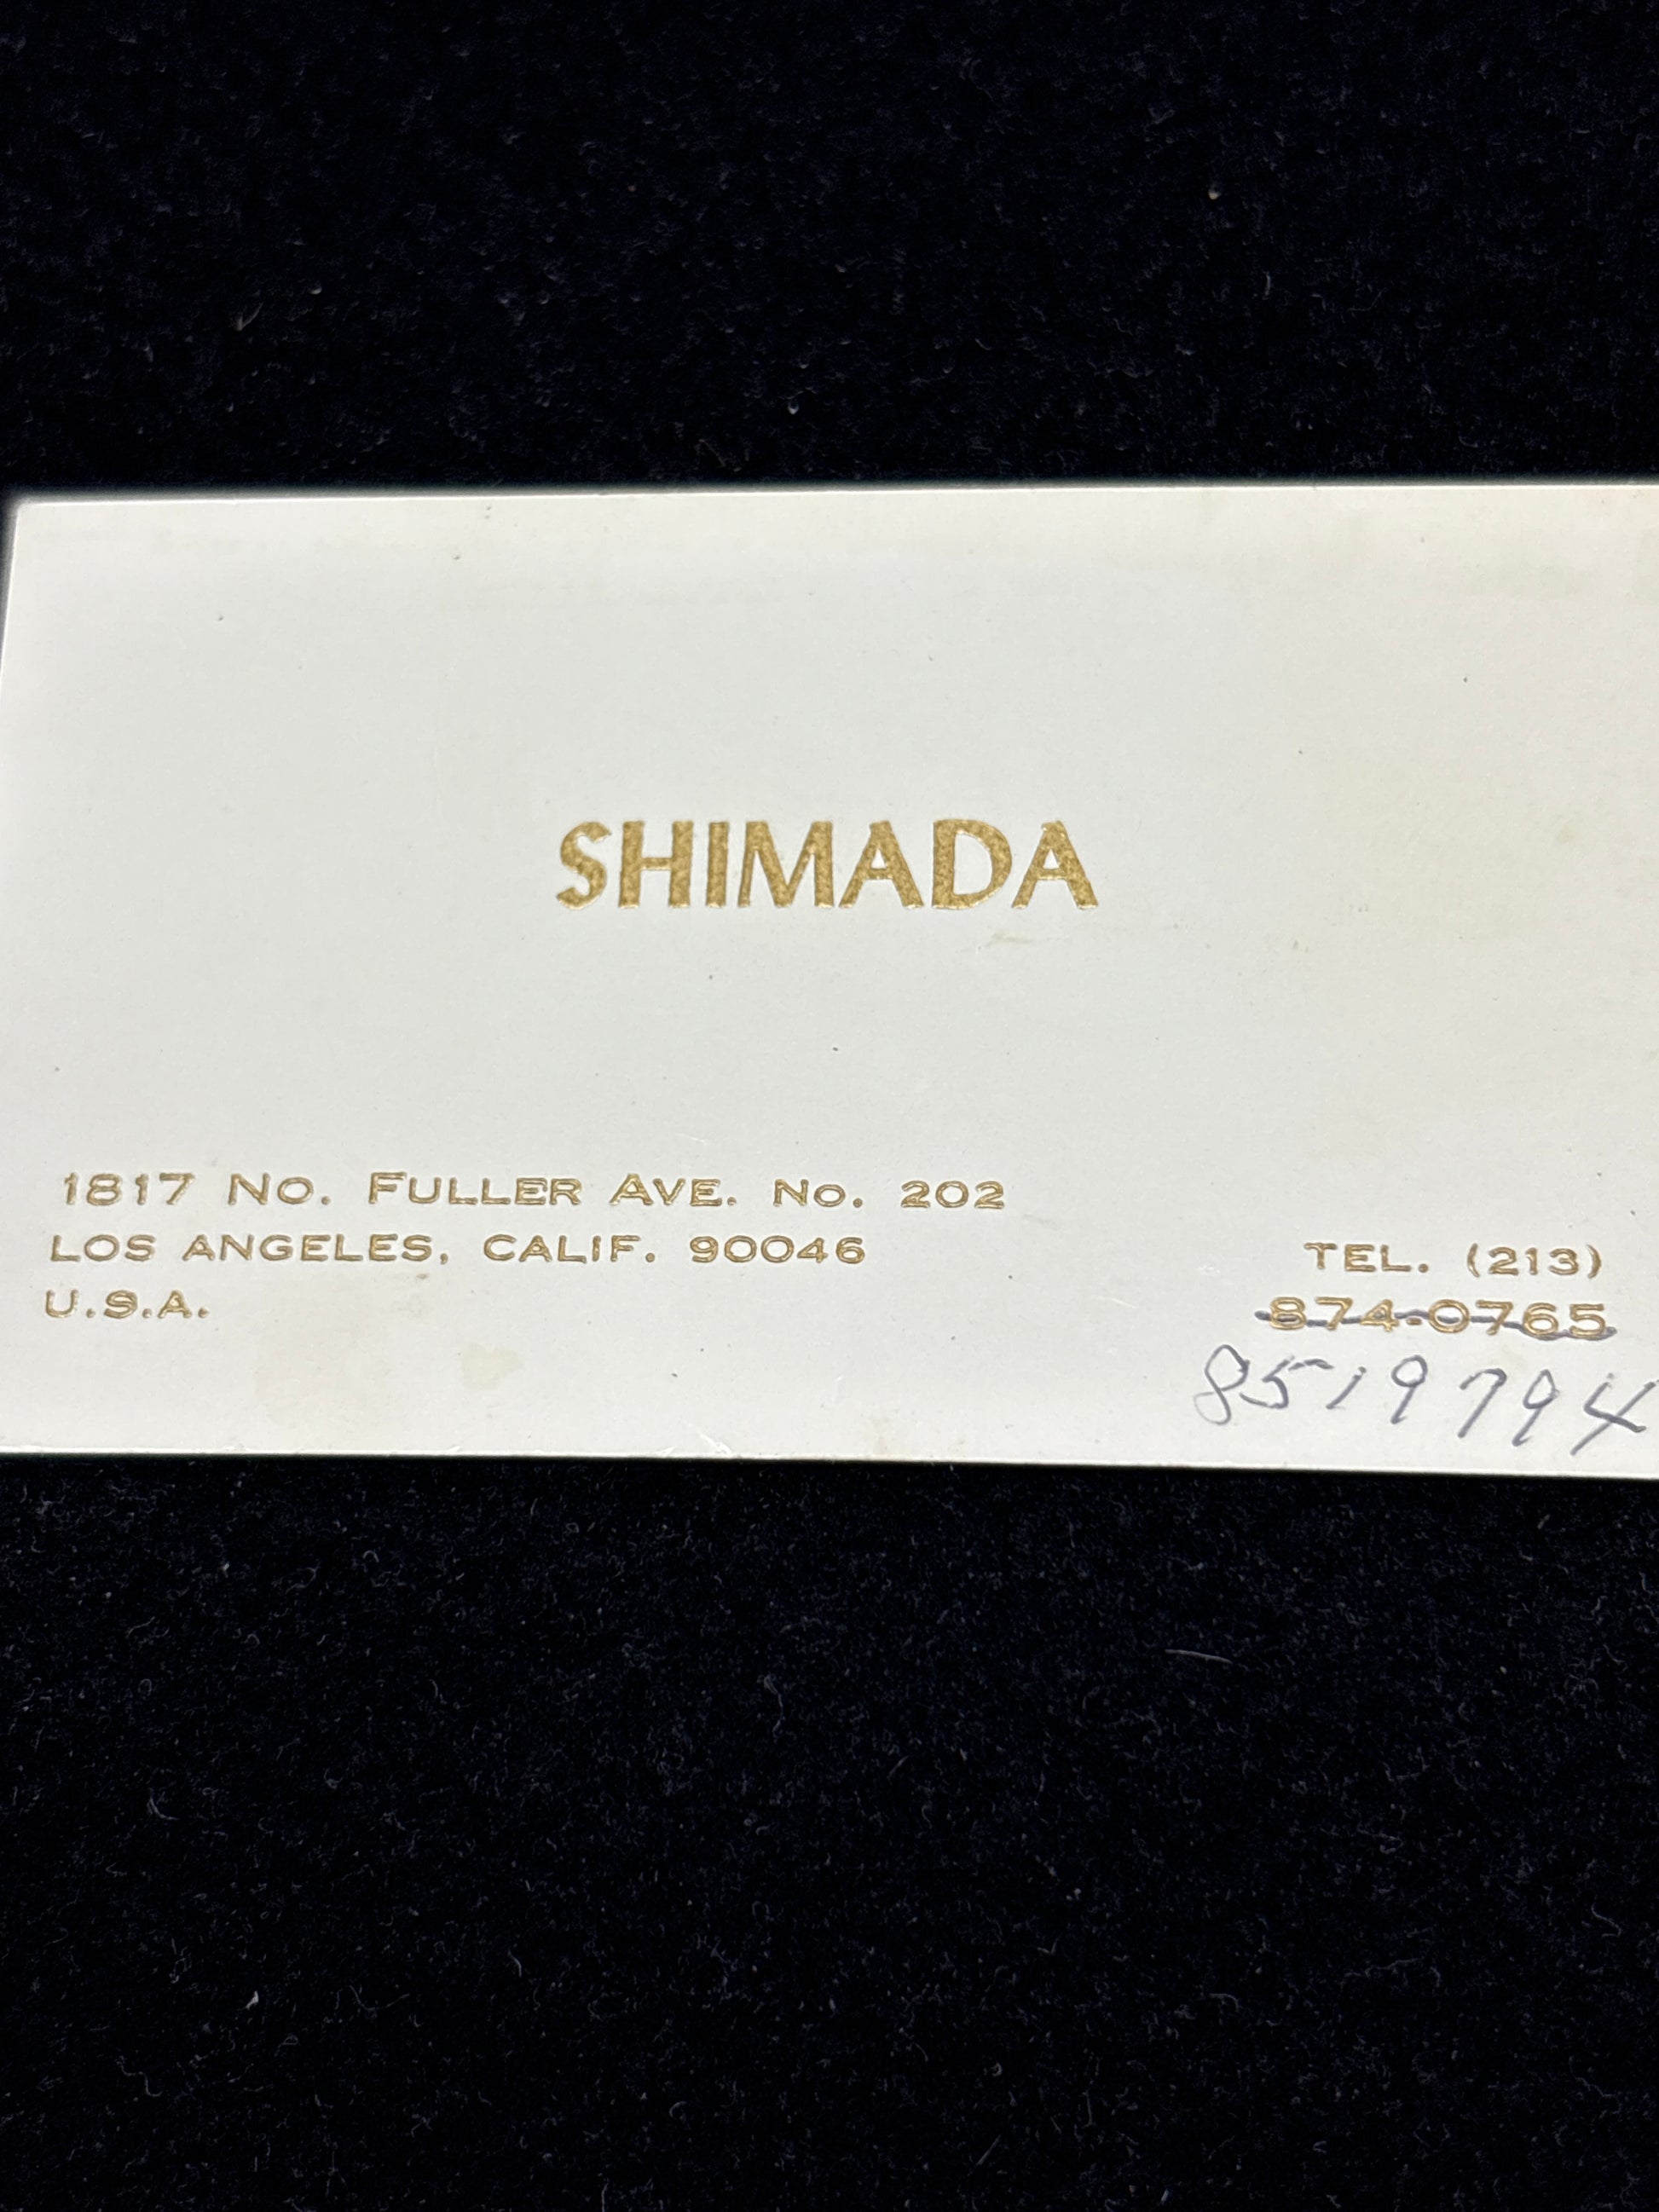 SHIMADA
1817 No. FULLER AVE. No. 202
LOS ANGELES, CALIF. 90046
U.S.A.
TEL. (213)
874-0765
8519794